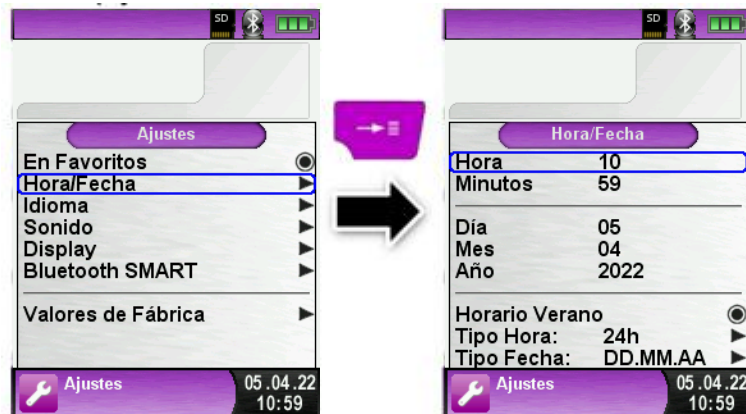 SD
Ajustes
En Favoritos
Hora/Fecha
Idioma
Sonido
Display
Bluetooth SMART
Valores de Fábrica
Ajustes
05.04.22
10:59
SD
Hora/Fecha
Hora 10
Minutos 59
Día 05
Mes 04
Año 2022
Horario Verano
Tipo Hora: 24h
Tipo Fecha: DD.MM.AA
Ajustes
05.04.22
10:59